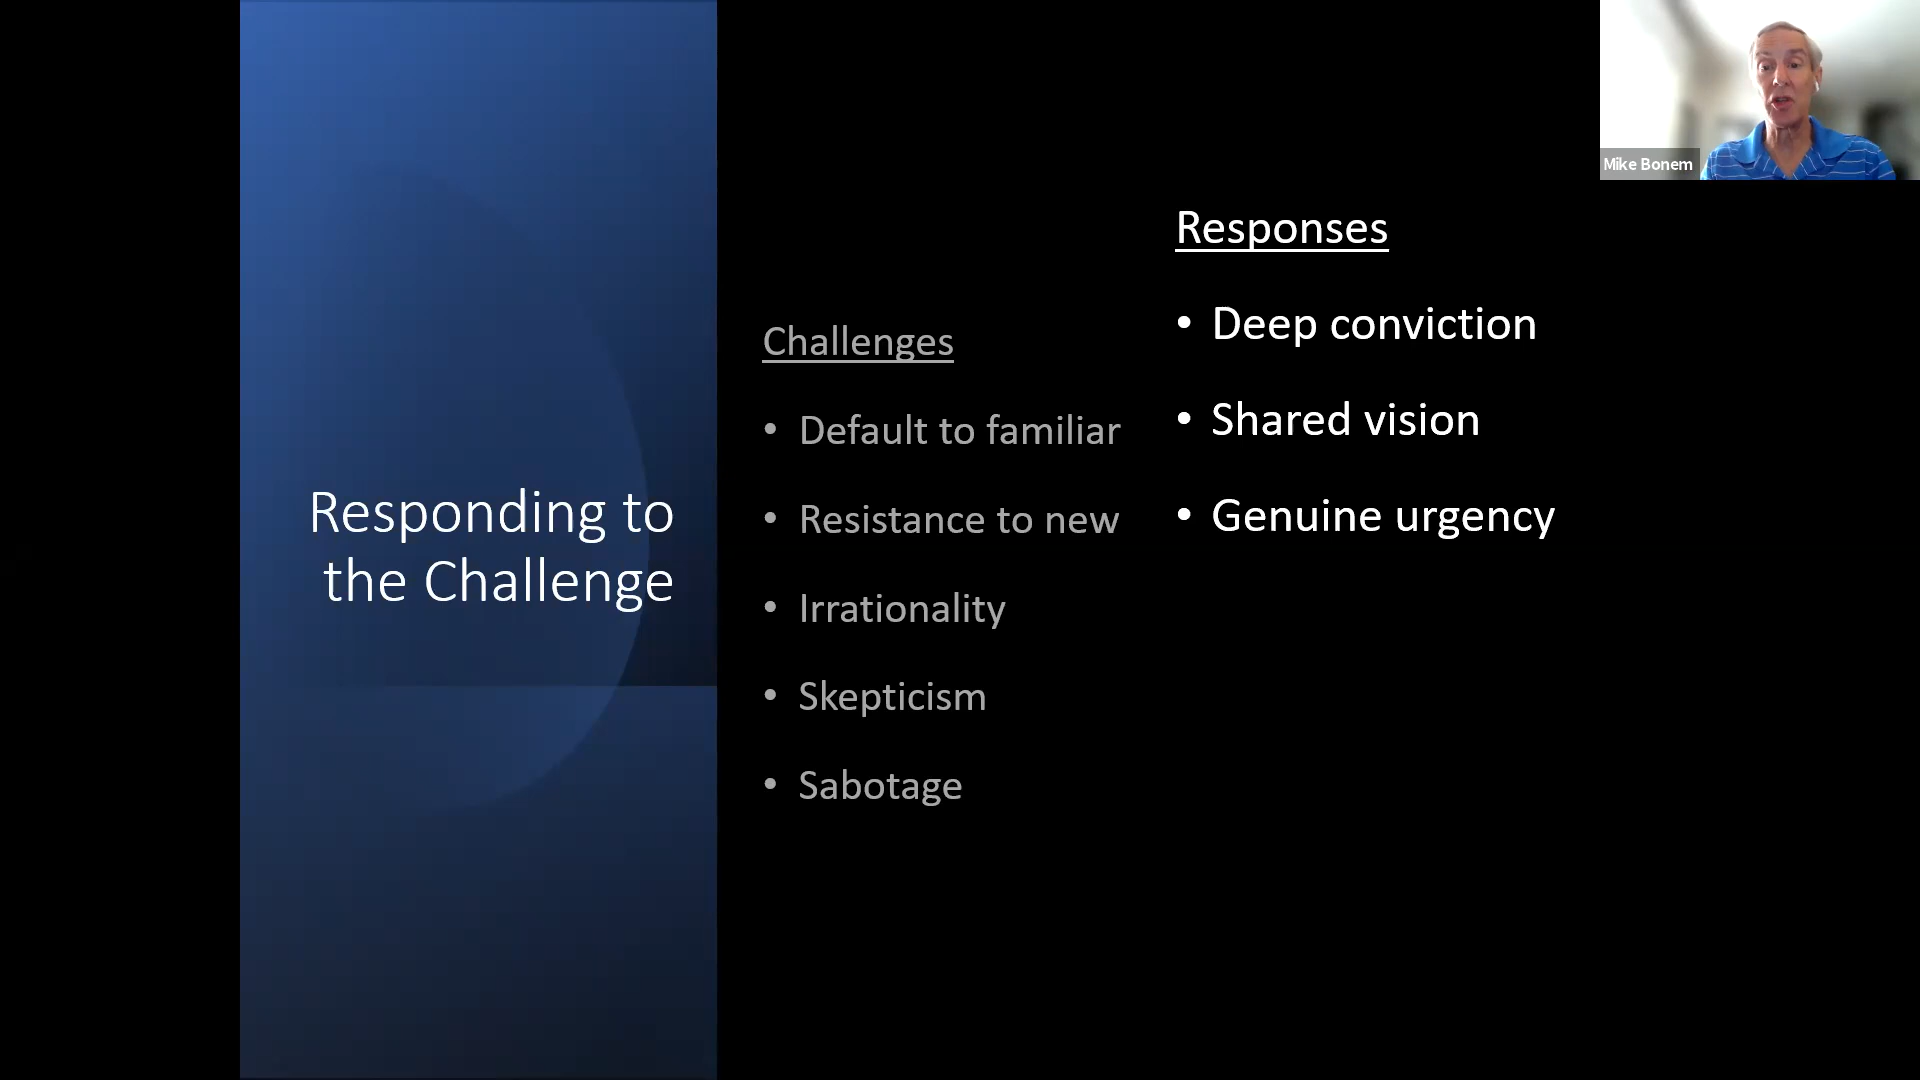 Responding to
the Challenge
Challenges
• Default to familiar
• Resistance to new
• Irrationality
• Skepticism
• Sabotage
Responses
• Deep conviction
• Shared vision
• Genuine urgency
Mike Bonem